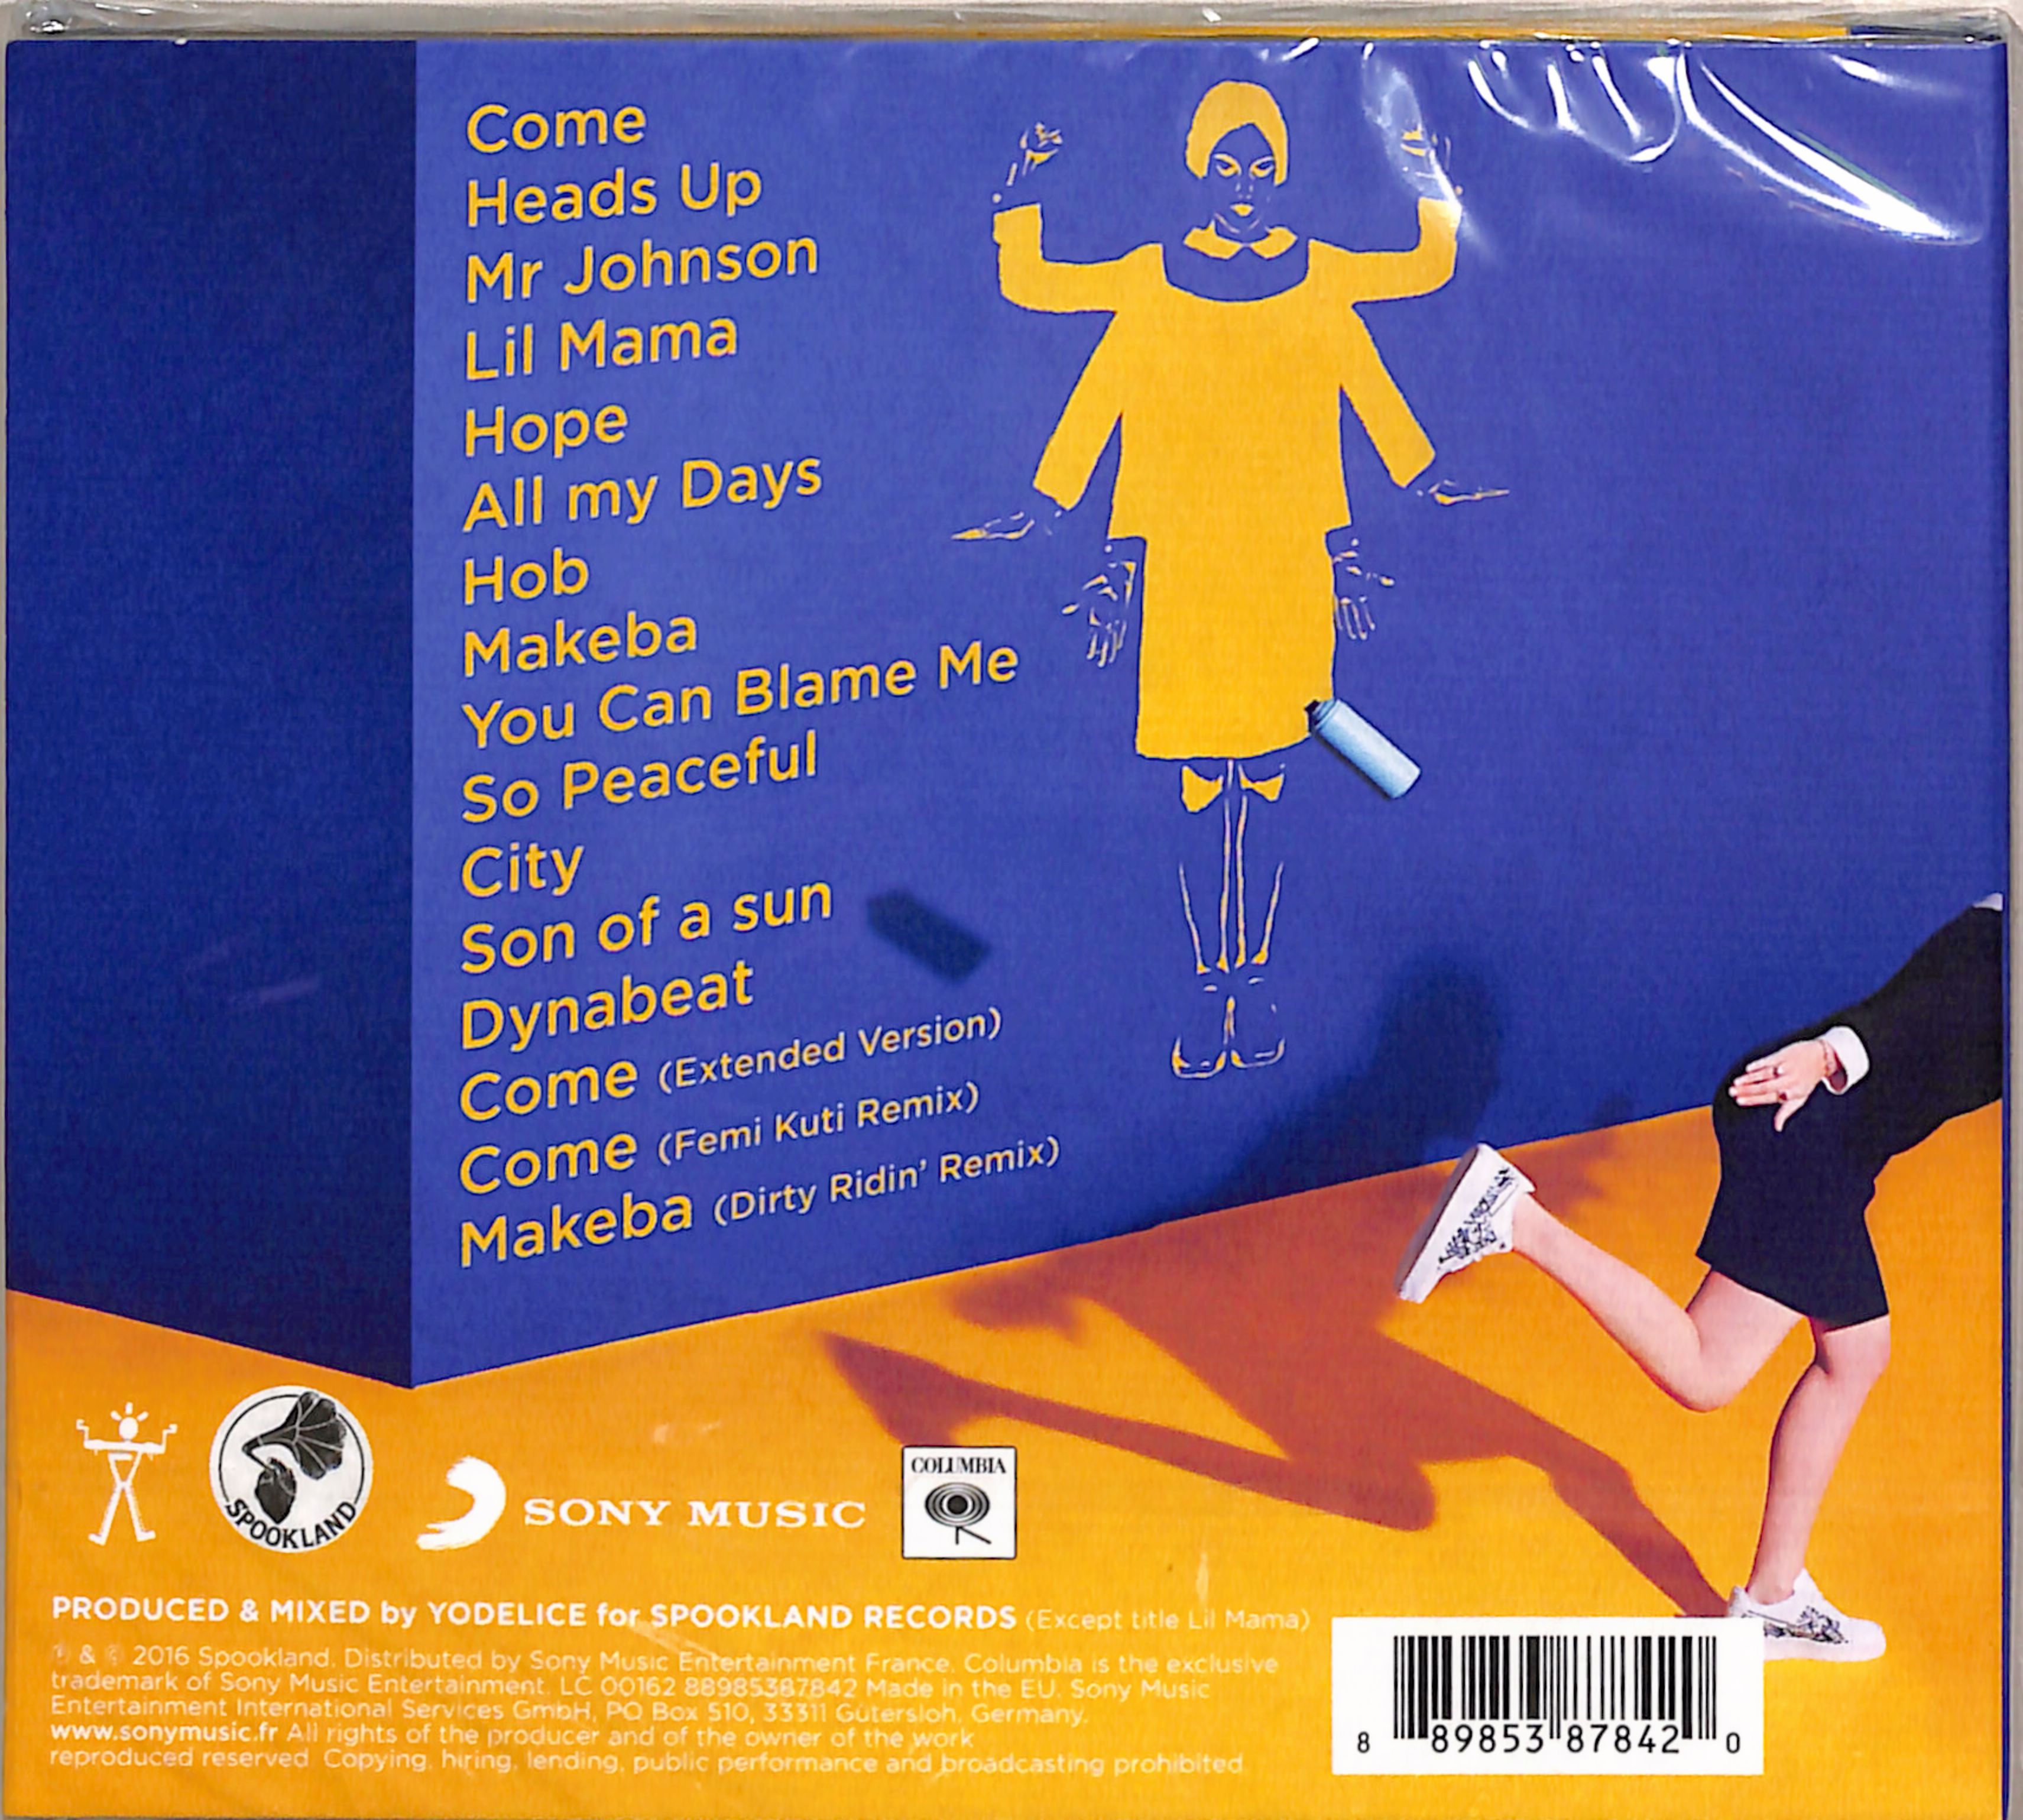 Come
Heads Up
Mr Johnson
Lil Mama
Hope
All my Days
Hob
Makeba
You Can Blame Me
So Peaceful
City
Son of a sun
Dynabeat
Come (Extended Version)
Come (Femi Kuti Remix)
Makeba (Dirty Ridin' Remix)
SPOOKLAND
SONY MUSIC
COLUMBIA
PRODUCED & MIXED by YODELICE for SPOOKLAND RECORDS (Except title Lil Mama)
℗ & © 2016 Spookland. Distributed by Sony Music Entertainment France. Columbia is the exclusive
trademark of Sony Music Entertainment. LC 00162 88985387842 Made in the EU. Sony Music
Entertainment International Services GmbH, PO Box 510, 33311 Gütersloh, Germany.
www.sonymusic.fr All rights of the producer and of the owner of the work
reproduced reserved. Copying, hiring, lending, public performance and broadcasting prohibited
8 89853 87842 0